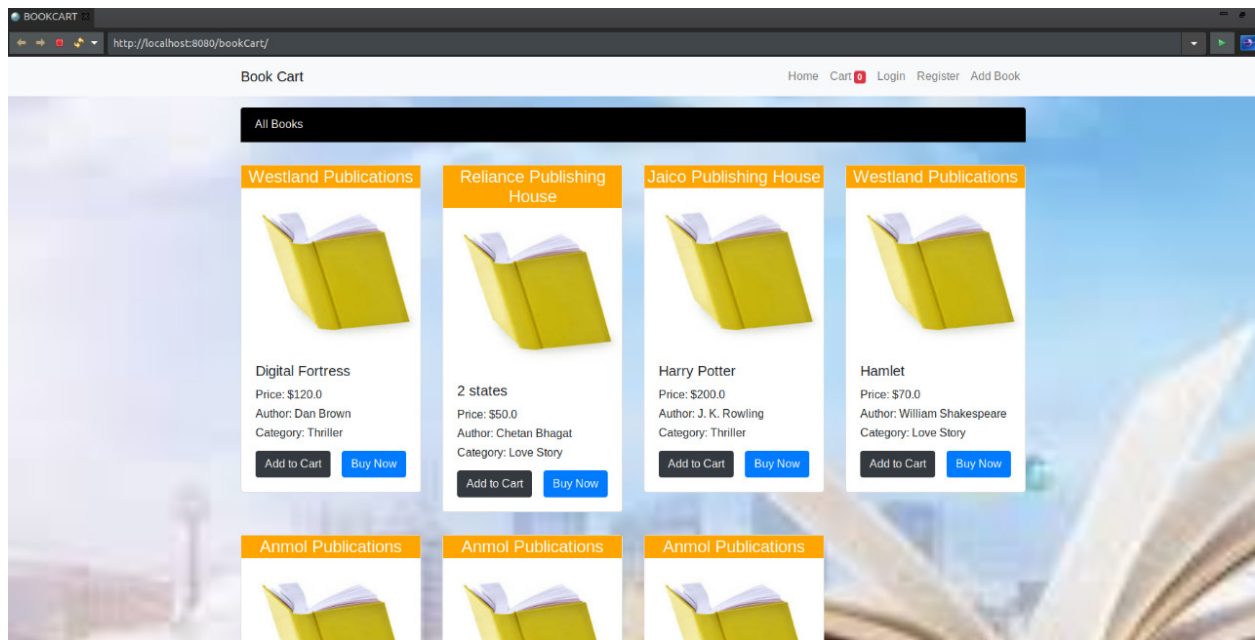 BOOKCART
http://localhost:8080/bookCart/
Book Cart
Home Cart 0 Login Register Add Book
All Books
Westland Publications
Digital Fortress
Price: $120.0
Author: Dan Brown
Category: Thriller
Add to Cart Buy Now
Reliance Publishing
House
2 states
Price: $50.0
Author: Chetan Bhagat
Category: Love Story
Add to Cart Buy Now
Jaico Publishing House
Harry Potter
Price: $200.0
Author: J. K. Rowling
Category: Thriller
Add to Cart Buy Now
Westland Publications
Hamlet
Price: $70.0
Author: William Shakespeare
Category: Love Story
Add to Cart Buy Now
Anmol Publications
Anmol Publications
Anmol Publications